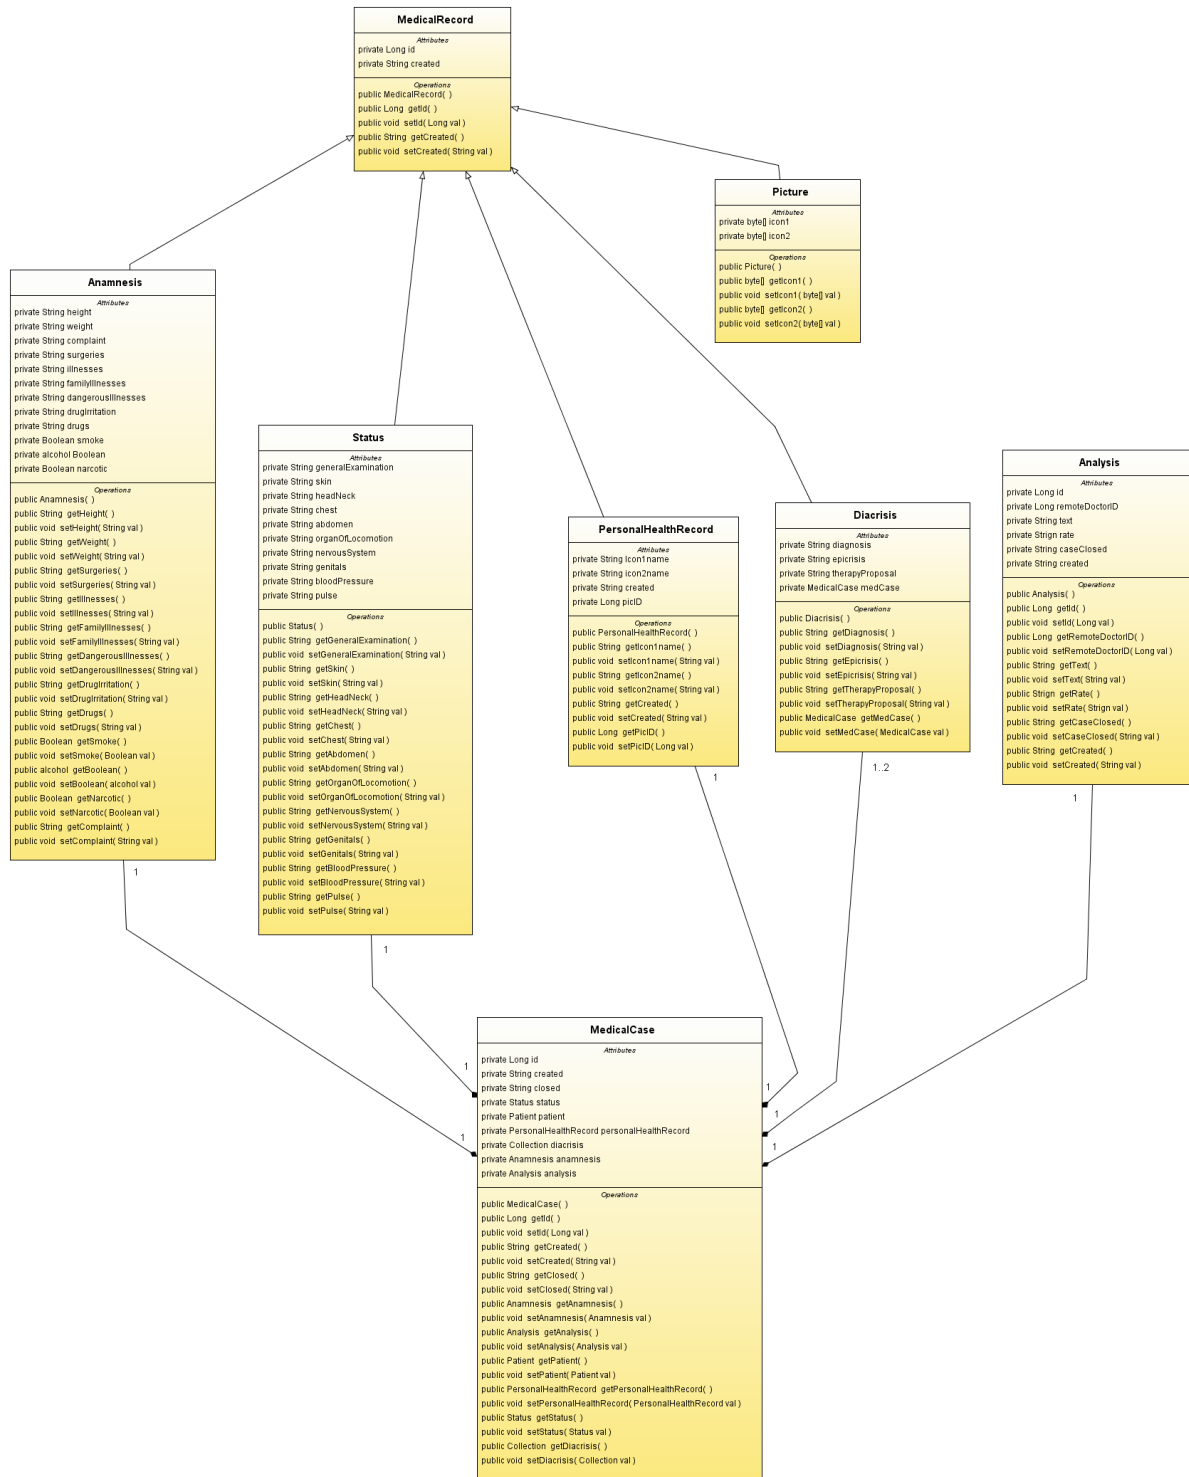 MedicalRecord
Attributes
private Long id
private String created
Operations
public MedicalRecord( )
public Long getId( )
public void setId( Long val )
public String getCreated( )
public void setCreated( String val )
Picture
Attributes
private byte[] icon1
private byte[] icon2
Operations
public Picture( )
public byte[] getIcon1( )
public void setIcon1( byte[] val )
public byte[] getIcon2( )
public void setIcon2( byte[] val )
Anamnesis
Attributes
private String height
private String weight
private String complaint
private String surgeries
private String illnesses
private String familyIllnesses
private String dangerousIllnesses
private String drugIrritation
private String drugs
private Boolean smoke
private alcohol Boolean
private Boolean narcotic
Operations
public Anamnesis( )
public String getHeight( )
public void setHeight( String val )
public String getWeight( )
public void setWeight( String val )
public String getSurgeries( )
public void setSurgeries( String val )
public String getIllnesses( )
public void setIllnesses( String val )
public String getFamilyIllnesses( )
public void setFamilyIllnesses( String val )
public String getDangerousIllnesses( )
public void setDangerousIllnesses( String val )
public String getDrugIrritation( )
public void setDrugIrritation( String val )
public String getDrugs( )
public void setDrugs( String val )
public Boolean getSmoke( )
public void setSmoke( Boolean val )
public alcohol getBoolean( )
public void setBoolean( alcohol val )
public Boolean getNarcotic( )
public void setNarcotic( Boolean val )
public String getComplaint( )
public void setComplaint( String val )
1
Status
Attributes
private String generalExamination
private String skin
private String headNeck
private String chest
private String abdomen
private String organOfLocomotion
private String nervousSystem
private String genitals
private String bloodPressure
private String pulse
Operations
public Status( )
public String getGeneralExamination( )
public void setGeneralExamination( String val )
public String getSkin( )
public void setSkin( String val )
public String getHeadNeck( )
public void setHeadNeck( String val )
public String getChest( )
public void setChest( String val )
public String getAbdomen( )
public void setAbdomen( String val )
public String getOrganOfLocomotion( )
public void setOrganOfLocomotion( String val )
public String getNervousSystem( )
public void setNervousSystem( String val )
public String getGenitals( )
public void setGenitals( String val )
public String getBloodPressure( )
public void setBloodPressure( String val )
public String getPulse( )
public void setPulse( String val )
1
PersonalHealthRecord
Attributes
private String Icon1name
private String icon2name
private String created
private Long picID
Operations
public PersonalHealthRecord( )
public String getIcon1name( )
public void setIcon1name( String val )
public String getIcon2name( )
public void setIcon2name( String val )
public String getCreated( )
public void setCreated( String val )
public Long getPicID( )
public void setPicID( Long val )
1
Diacrisis
Attributes
private String diagnosis
private String epicrisis
private String therapyProposal
private MedicalCase medCase
Operations
public Diacrisis( )
public String getDiagnosis( )
public void setDiagnosis( String val )
public String getEpicrisis( )
public void setEpicrisis( String val )
public String getTherapyProposal( )
public void setTherapyProposal( String val )
public MedicalCase getMedCase( )
public void setMedCase( MedicalCase val )
1..2
Analysis
Attributes
private Long id
private Long remoteDoctorID
private String text
private Strign rate
private String caseClosed
private String created
Operations
public Analysis( )
public Long getId( )
public void setId( Long val )
public Long getRemoteDoctorID( )
public void setRemoteDoctorID( Long val )
public String getText( )
public void setText( String val )
public Strign getRate( )
public void setRate( Strign val )
public String getCaseClosed( )
public void setCaseClosed( String val )
public String getCreated( )
public void setCreated( String val )
1
MedicalCase
Attributes
private Long id
private String created
private String closed
private Status status
private Patient patient
private PersonalHealthRecord personalHealthRecord
private Collection diacrisis
private Anamnesis anamnesis
private Analysis analysis
Operations
public MedicalCase( )
public Long getId( )
public void setId( Long val )
public String getCreated( )
public void setCreated( String val )
public String getClosed( )
public void setClosed( String val )
public Anamnesis getAnamnesis( )
public void setAnamnesis( Anamnesis val )
public Analysis getAnalysis( )
public void setAnalysis( Analysis val )
public Patient getPatient( )
public void setPatient( Patient val )
public PersonalHealthRecord getPersonalHealthRecord( )
public void setPersonalHealthRecord( PersonalHealthRecord val )
public Status getStatus( )
public void setStatus( Status val )
public Collection getDiacrisis( )
public void setDiacrisis( Collection val )
1
1
1
1
1